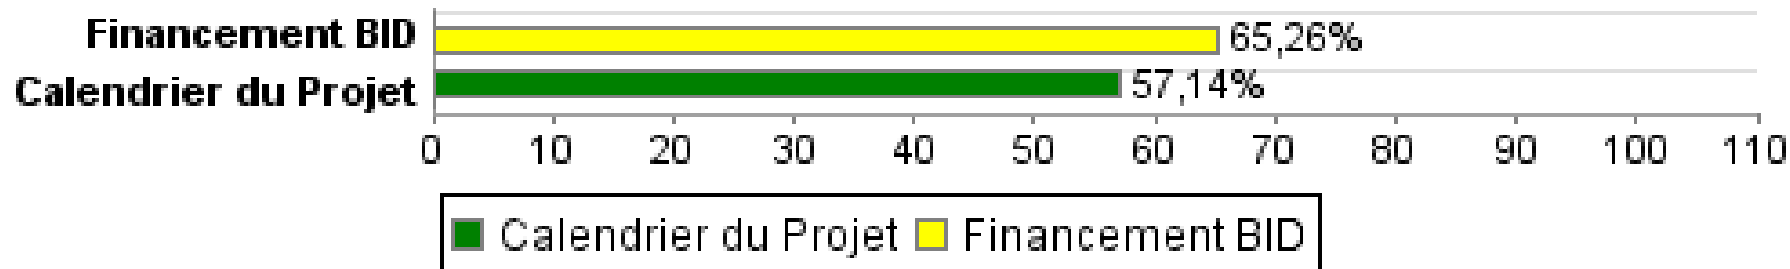 Financement BID 65,26%
Calendrier du Projet 57,14%
0 10 20 30 40 50 60 70 80 90 100 110
Calendrier du Projet Financement BID